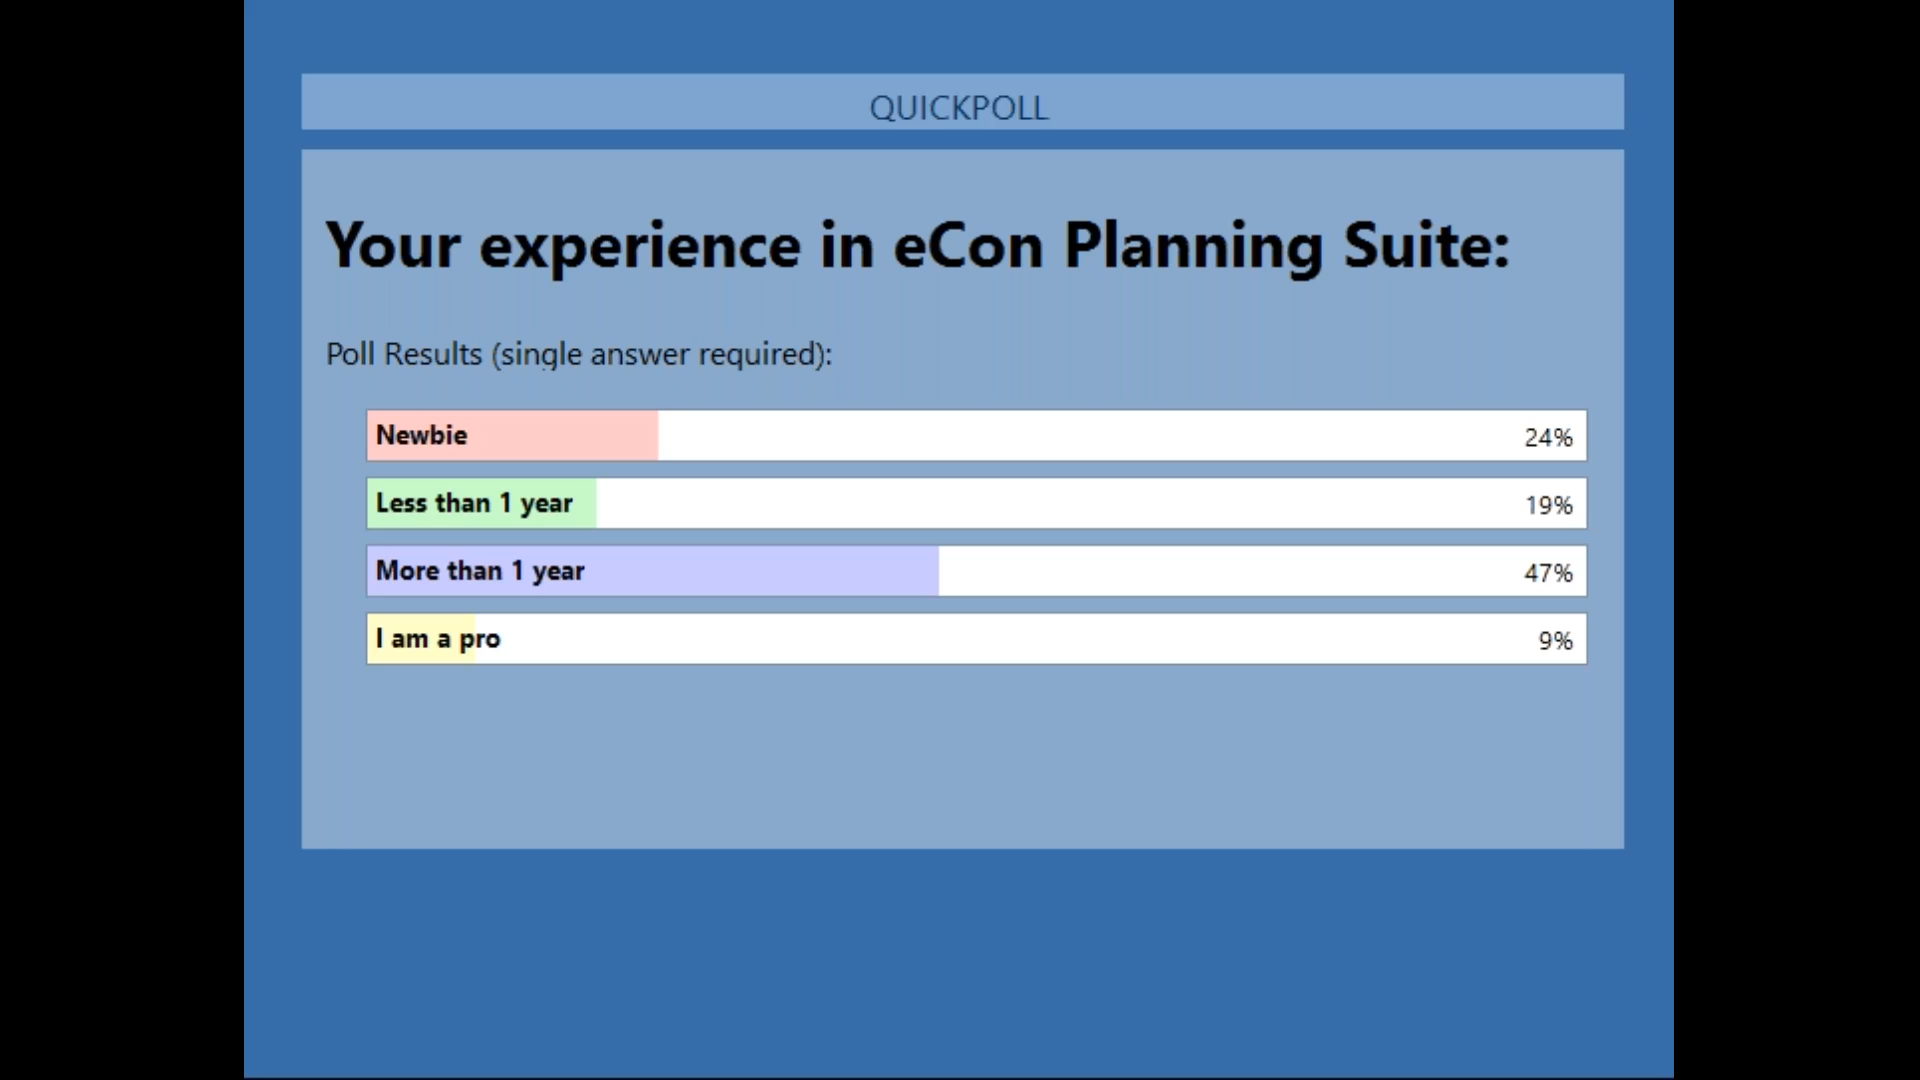 QUICKPOLL
Your experience in eCon Planning Suite:
Poll Results (single answer required):
Newbie 24%
Less than 1 year 19%
More than 1 year 47%
I am a pro 9%